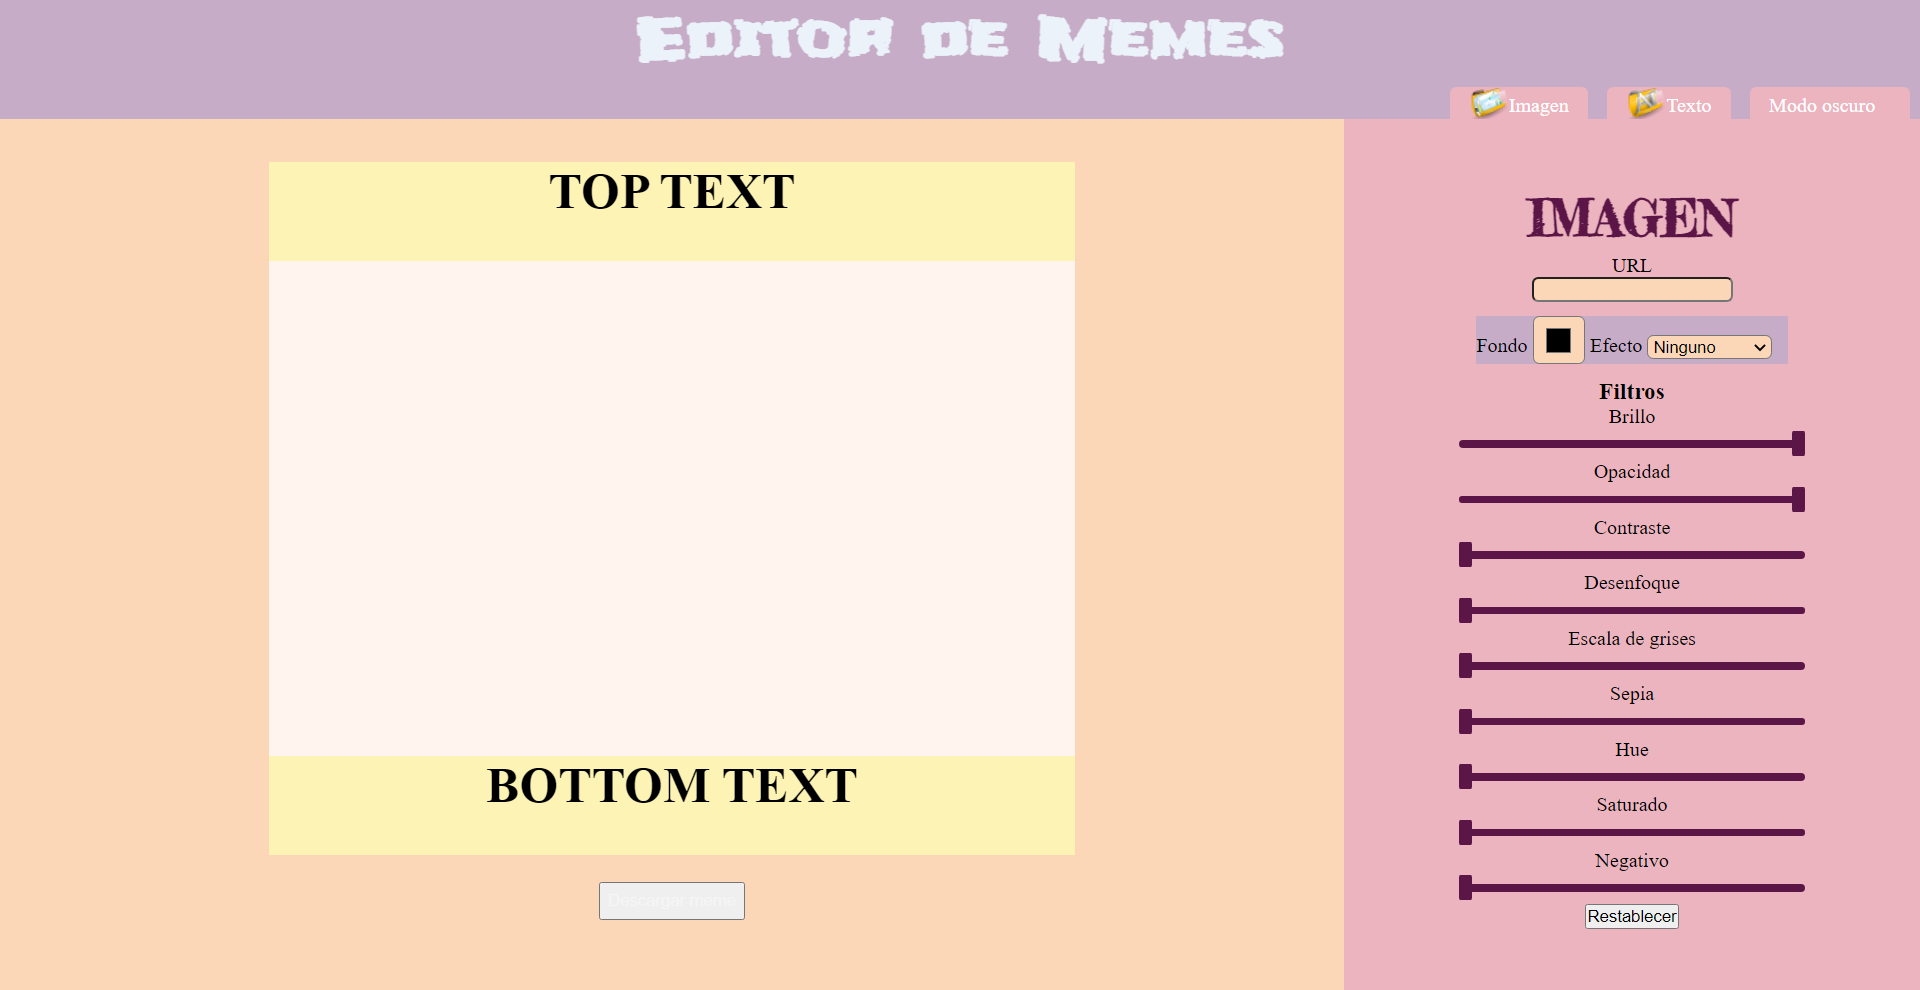 Editor de Memes
Imagen
Texto
Modo oscuro
TOP TEXT
BOTTOM TEXT
Descargar meme
IMAGEN
URL
Fondo
Efecto
Ninguno
Filtros
Brillo
Opacidad
Contraste
Desenfoque
Escala de grises
Sepia
Hue
Saturado
Negativo
Restablecer